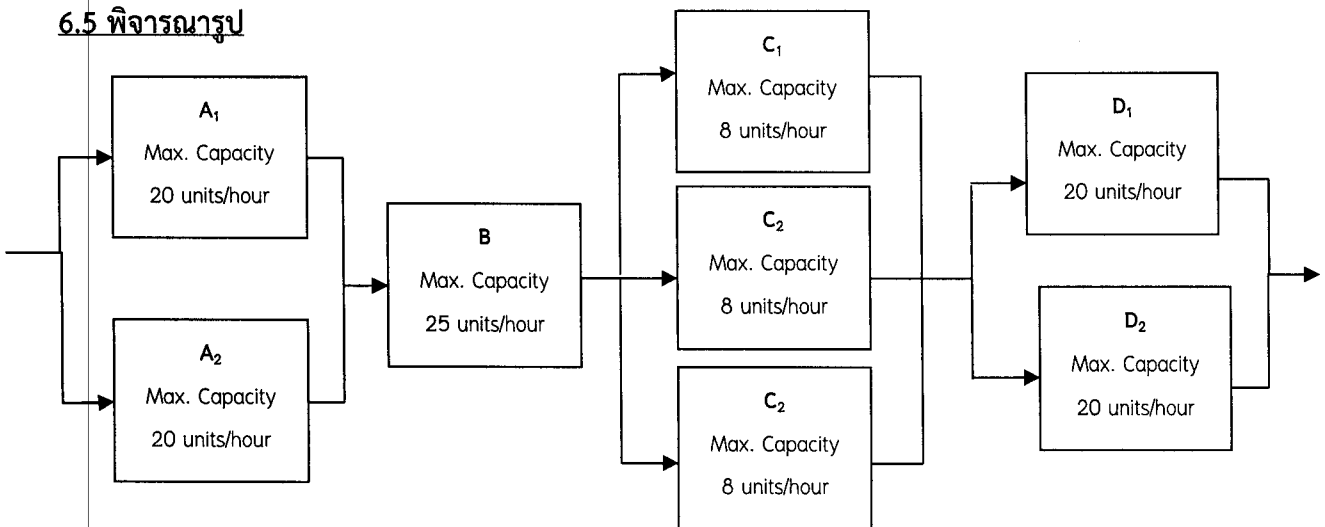 6.5 พิจารณารูป
A₁
Max. Capacity
20 units/hour
A₂
Max. Capacity
20 units/hour
B
Max. Capacity
25 units/hour
C₁
Max. Capacity
8 units/hour
C₂
Max. Capacity
8 units/hour
C₂
Max. Capacity
8 units/hour
D₁
Max. Capacity
20 units/hour
D₂
Max. Capacity
20 units/hour